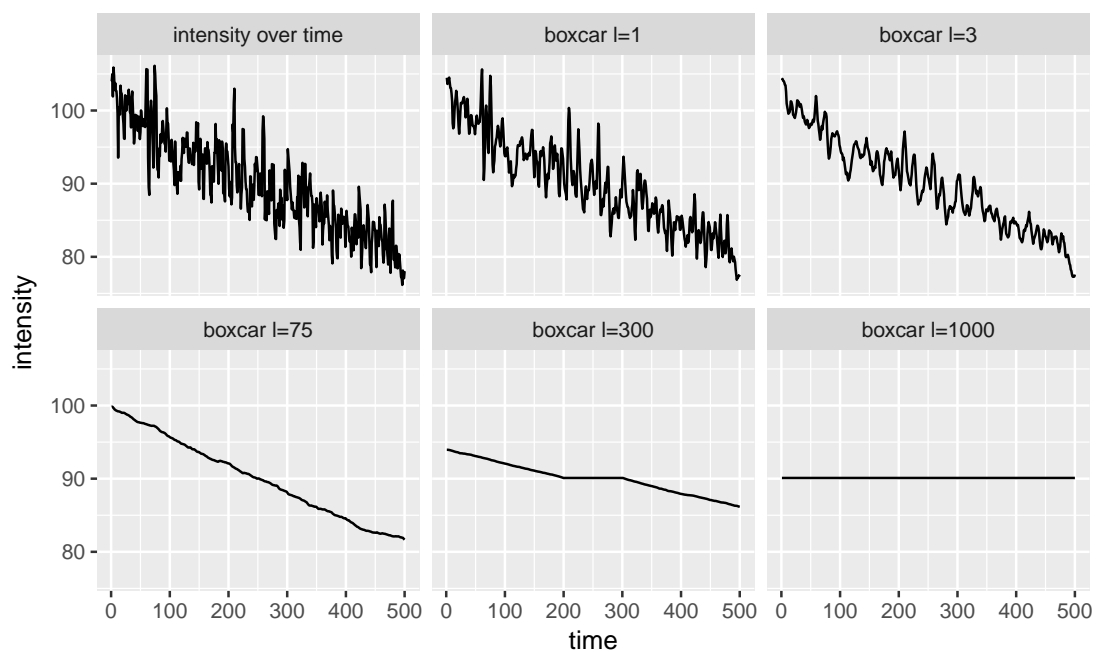 intensity over time
boxcar l=1
boxcar l=3
100
90
80
boxcar l=75
boxcar l=300
boxcar l=1000
100
90
80
0 100 200 300 400 500
0 100 200 300 400 500
0 100 200 300 400 500
time
intensity